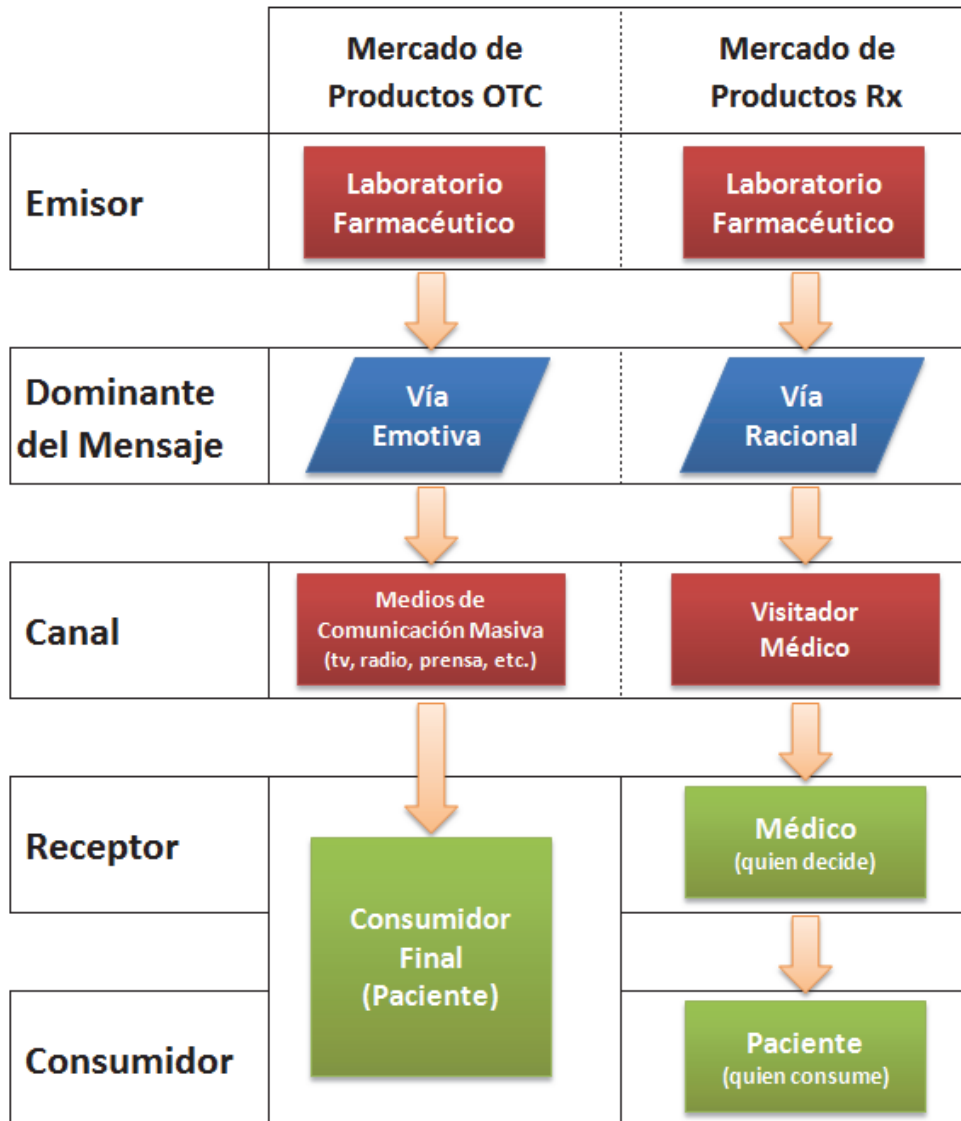 Mercado de
Productos OTC
Mercado de
Productos Rx
Emisor
Laboratorio
Farmacéutico
Laboratorio
Farmacéutico
Dominante
del Mensaje
Vía
Emotiva
Vía
Racional
Canal
Medios de
Comunicación Masiva
(tv, radio, prensa, etc.)
Visitador
Médico
Receptor
Médico
(quien decide)
Consumidor
Final
(Paciente)
Consumidor
Paciente
(quien consume)